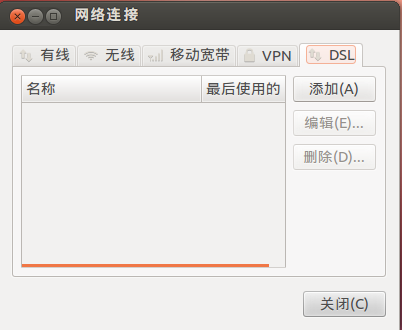 网络连接
有线 无线 移动宽带 VPN DSL
名称 最后使用的
添加(A)
编辑(E)...
删除(D)...
关闭(C)